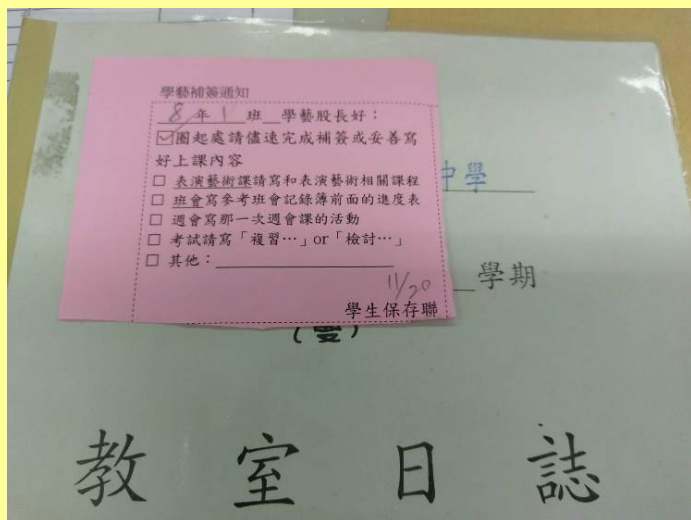 學藝補簽通知
8年1班 學藝股長好：
☑圈起處請儘速完成補簽或妥善寫
好上課內容
□ 表演藝術課請寫和表演藝術相關課程
□ 班會寫參考班會記錄簿前面的進度表
□ 週會寫那一次週會課的活動
□ 考試請寫「複習…」or「檢討…」
□ 其他：
11/20
學生保存聯
中學
學期
教室日誌